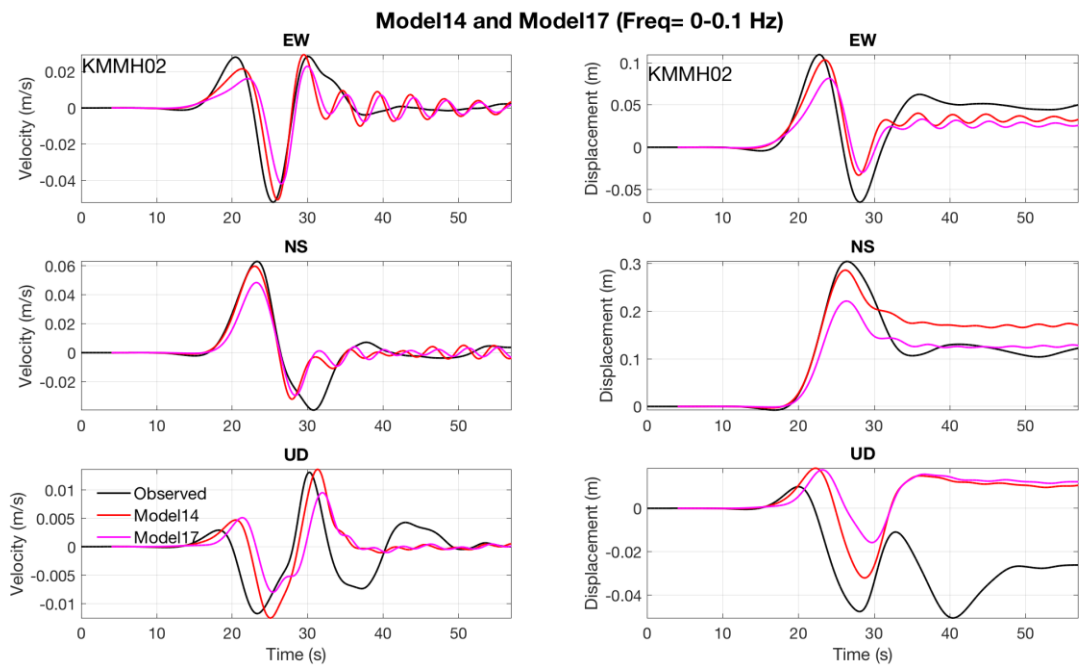 Model14 and Model17 (Freq= 0-0.1 Hz)
EW
KMMH02
Velocity (m/s)
0.02
0
-0.02
-0.04
0 10 20 30 40 50
EW
KMMH02
Displacement (m)
0.1
0.05
0
-0.05
0 10 20 30 40 50
NS
Velocity (m/s)
0.06
0.04
0.02
0
-0.02
0 10 20 30 40 50
NS
Displacement (m)
0.3
0.2
0.1
0
0 10 20 30 40 50
UD
Velocity (m/s)
0.01
0.005
0
-0.005
-0.01
Observed
Model14
Model17
0 10 20 30 40 50
Time (s)
UD
Displacement (m)
0
-0.02
-0.04
0 10 20 30 40 50
Time (s)